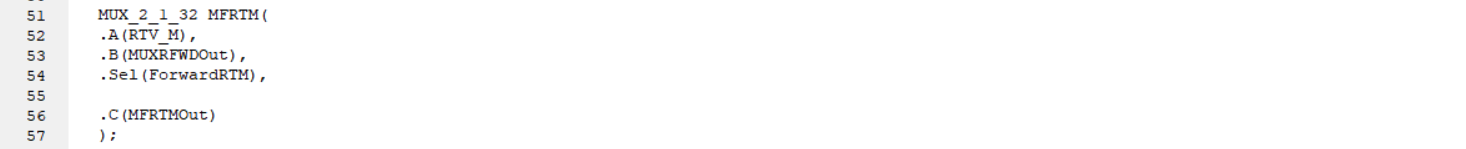 51 MUX_2_1_32 MFRTM(
52 .A(RTV_M),
53 .B(MUXRFWDOut),
54 .Sel(ForwardRTM),
55
56 .C(MFRTMOut)
57 );